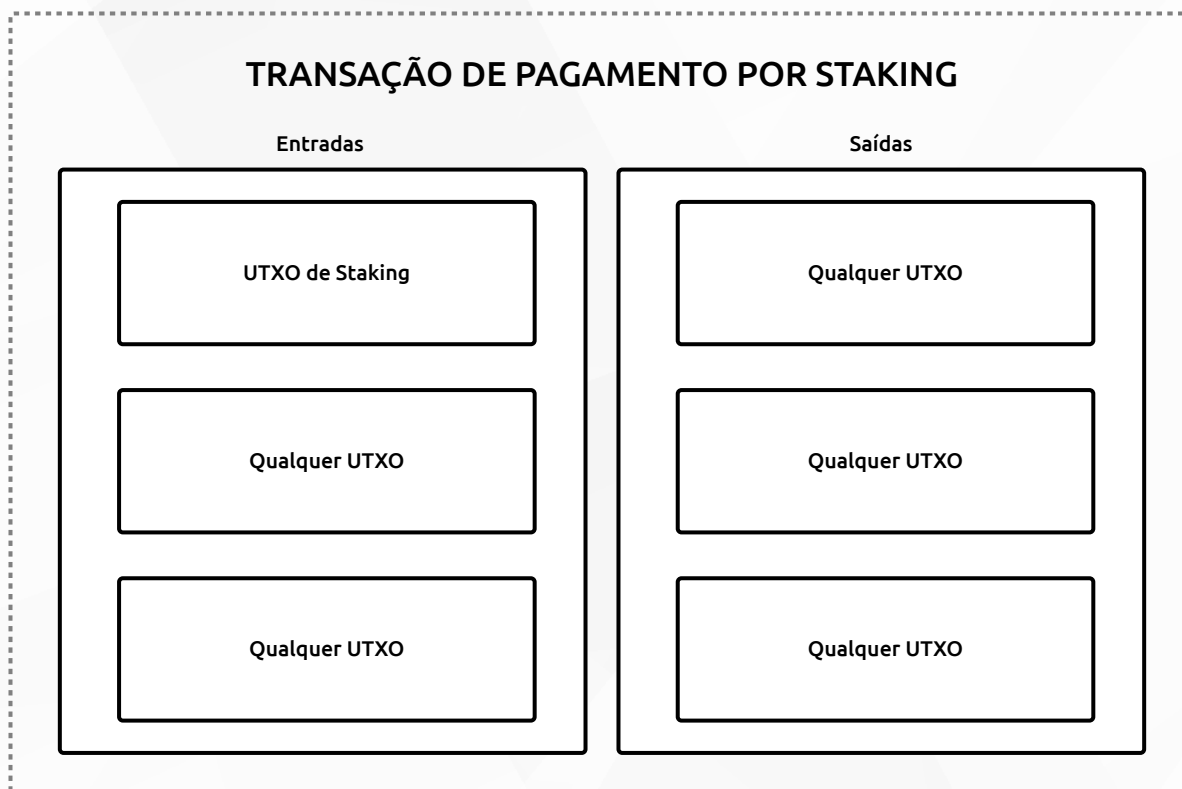 TRANSAÇÃO DE PAGAMENTO POR STAKING
Entradas
Saídas
UTXO de Staking
Qualquer UTXO
Qualquer UTXO
Qualquer UTXO
Qualquer UTXO
Qualquer UTXO